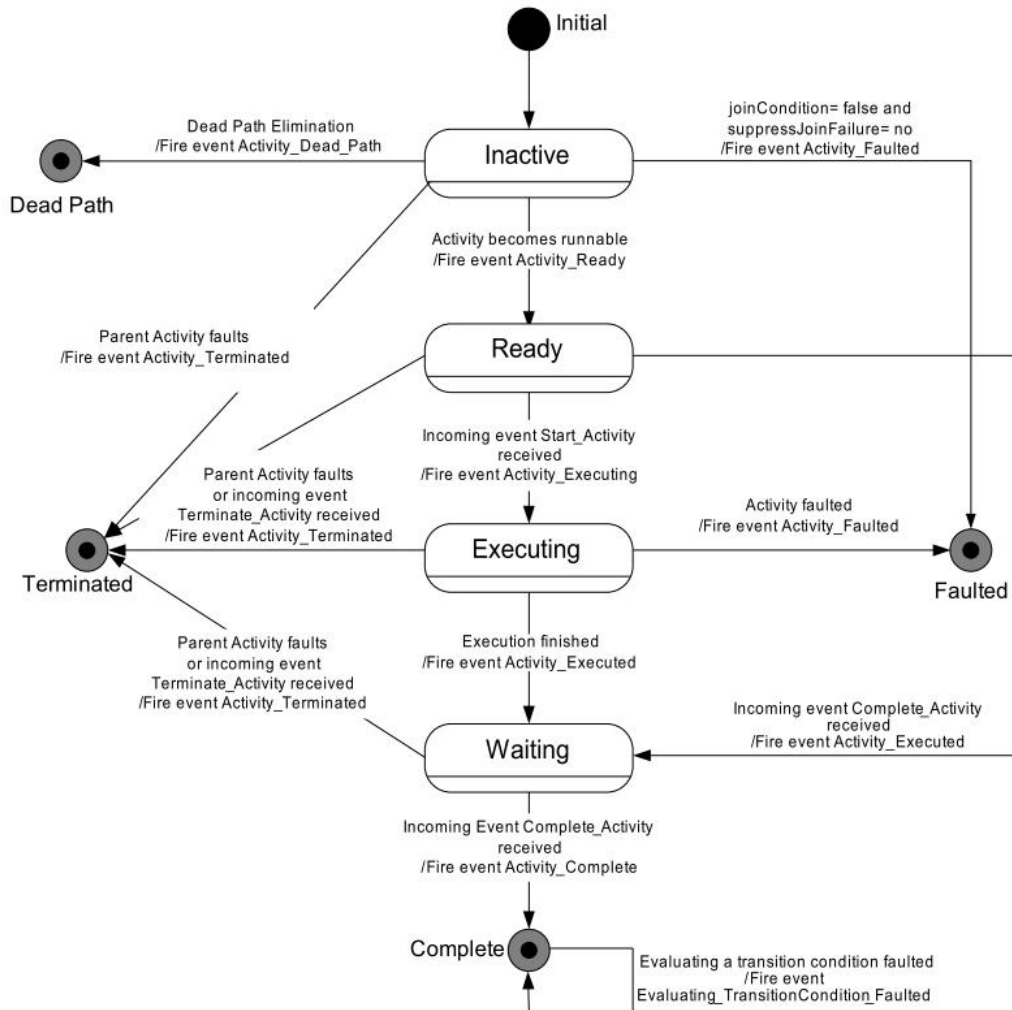 Initial
Dead Path Elimination
/Fire event Activity_Dead_Path
joinCondition= false and
suppressJoinFailure= no
/Fire event Activity_Faulted
Inactive
Dead Path
Activity becomes runnable
/Fire event Activity_Ready
Parent Activity faults
/Fire event Activity_Terminated
Ready
Incoming event Start_Activity
received
/Fire event Activity_Executing
Parent Activity faults
or incoming event
Terminate_Activity received
/Fire event Activity_Terminated
Activity faulted
/Fire event Activity_Faulted
Executing
Terminated
Faulted
Parent Activity faults
or incoming event
Terminate_Activity received
/Fire event Activity_Terminated
Execution finished
/Fire event Activity_Executed
Incoming event Complete_Activity
received
/Fire event Activity_Executed
Waiting
Incoming Event Complete_Activity
received
/Fire event Activity_Complete
Complete
Evaluating a transition condition faulted
/Fire event
Evaluating_TransitionCondition_Faulted